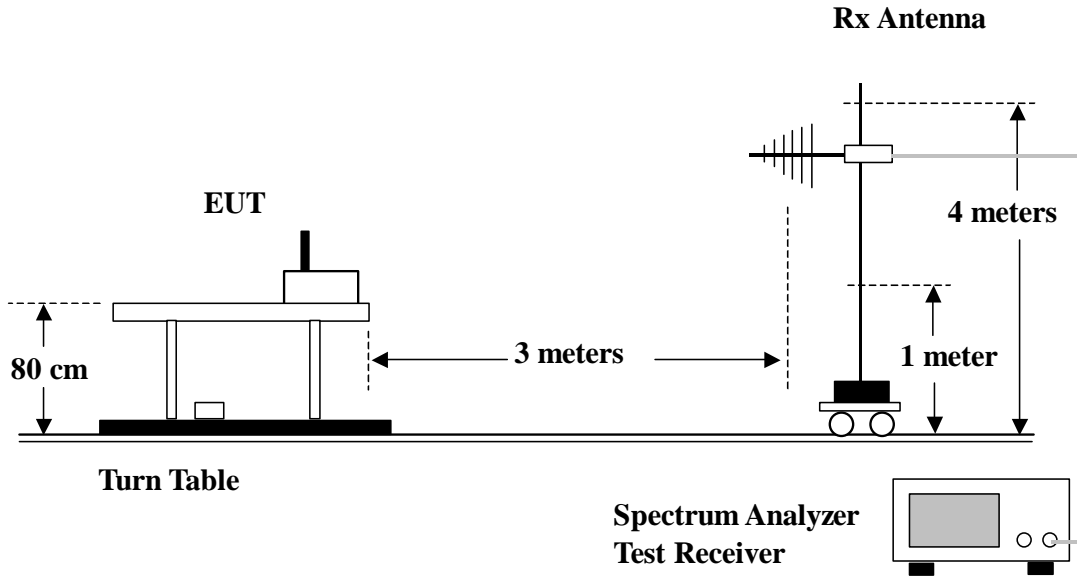 Rx Antenna
EUT
4 meters
3 meters
1 meter
80 cm
Turn Table
Spectrum Analyzer
Test Receiver